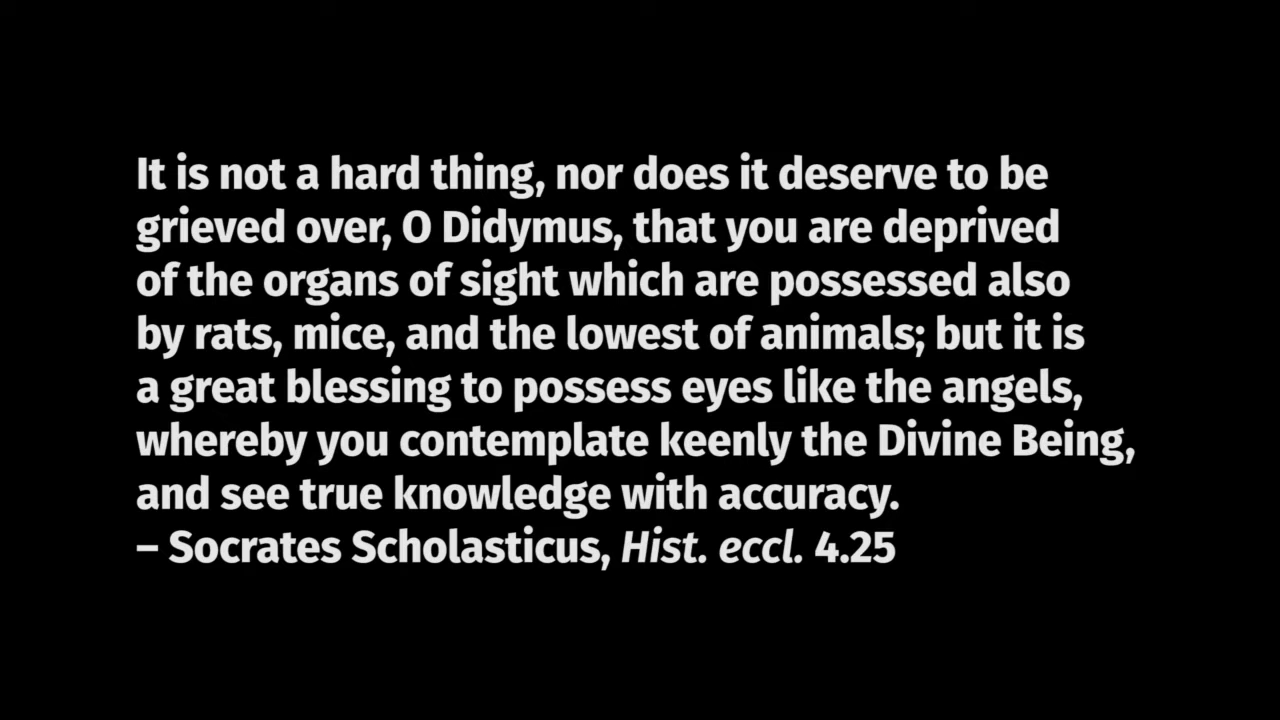 It is not a hard thing, nor does it deserve to be
grieved over, O Didymus, that you are deprived
of the organs of sight which are possessed also
by rats, mice, and the lowest of animals; but it is
a great blessing to possess eyes like the angels,
whereby you contemplate keenly the Divine Being,
and see true knowledge with accuracy.
– Socrates Scholasticus, Hist. eccl. 4.25